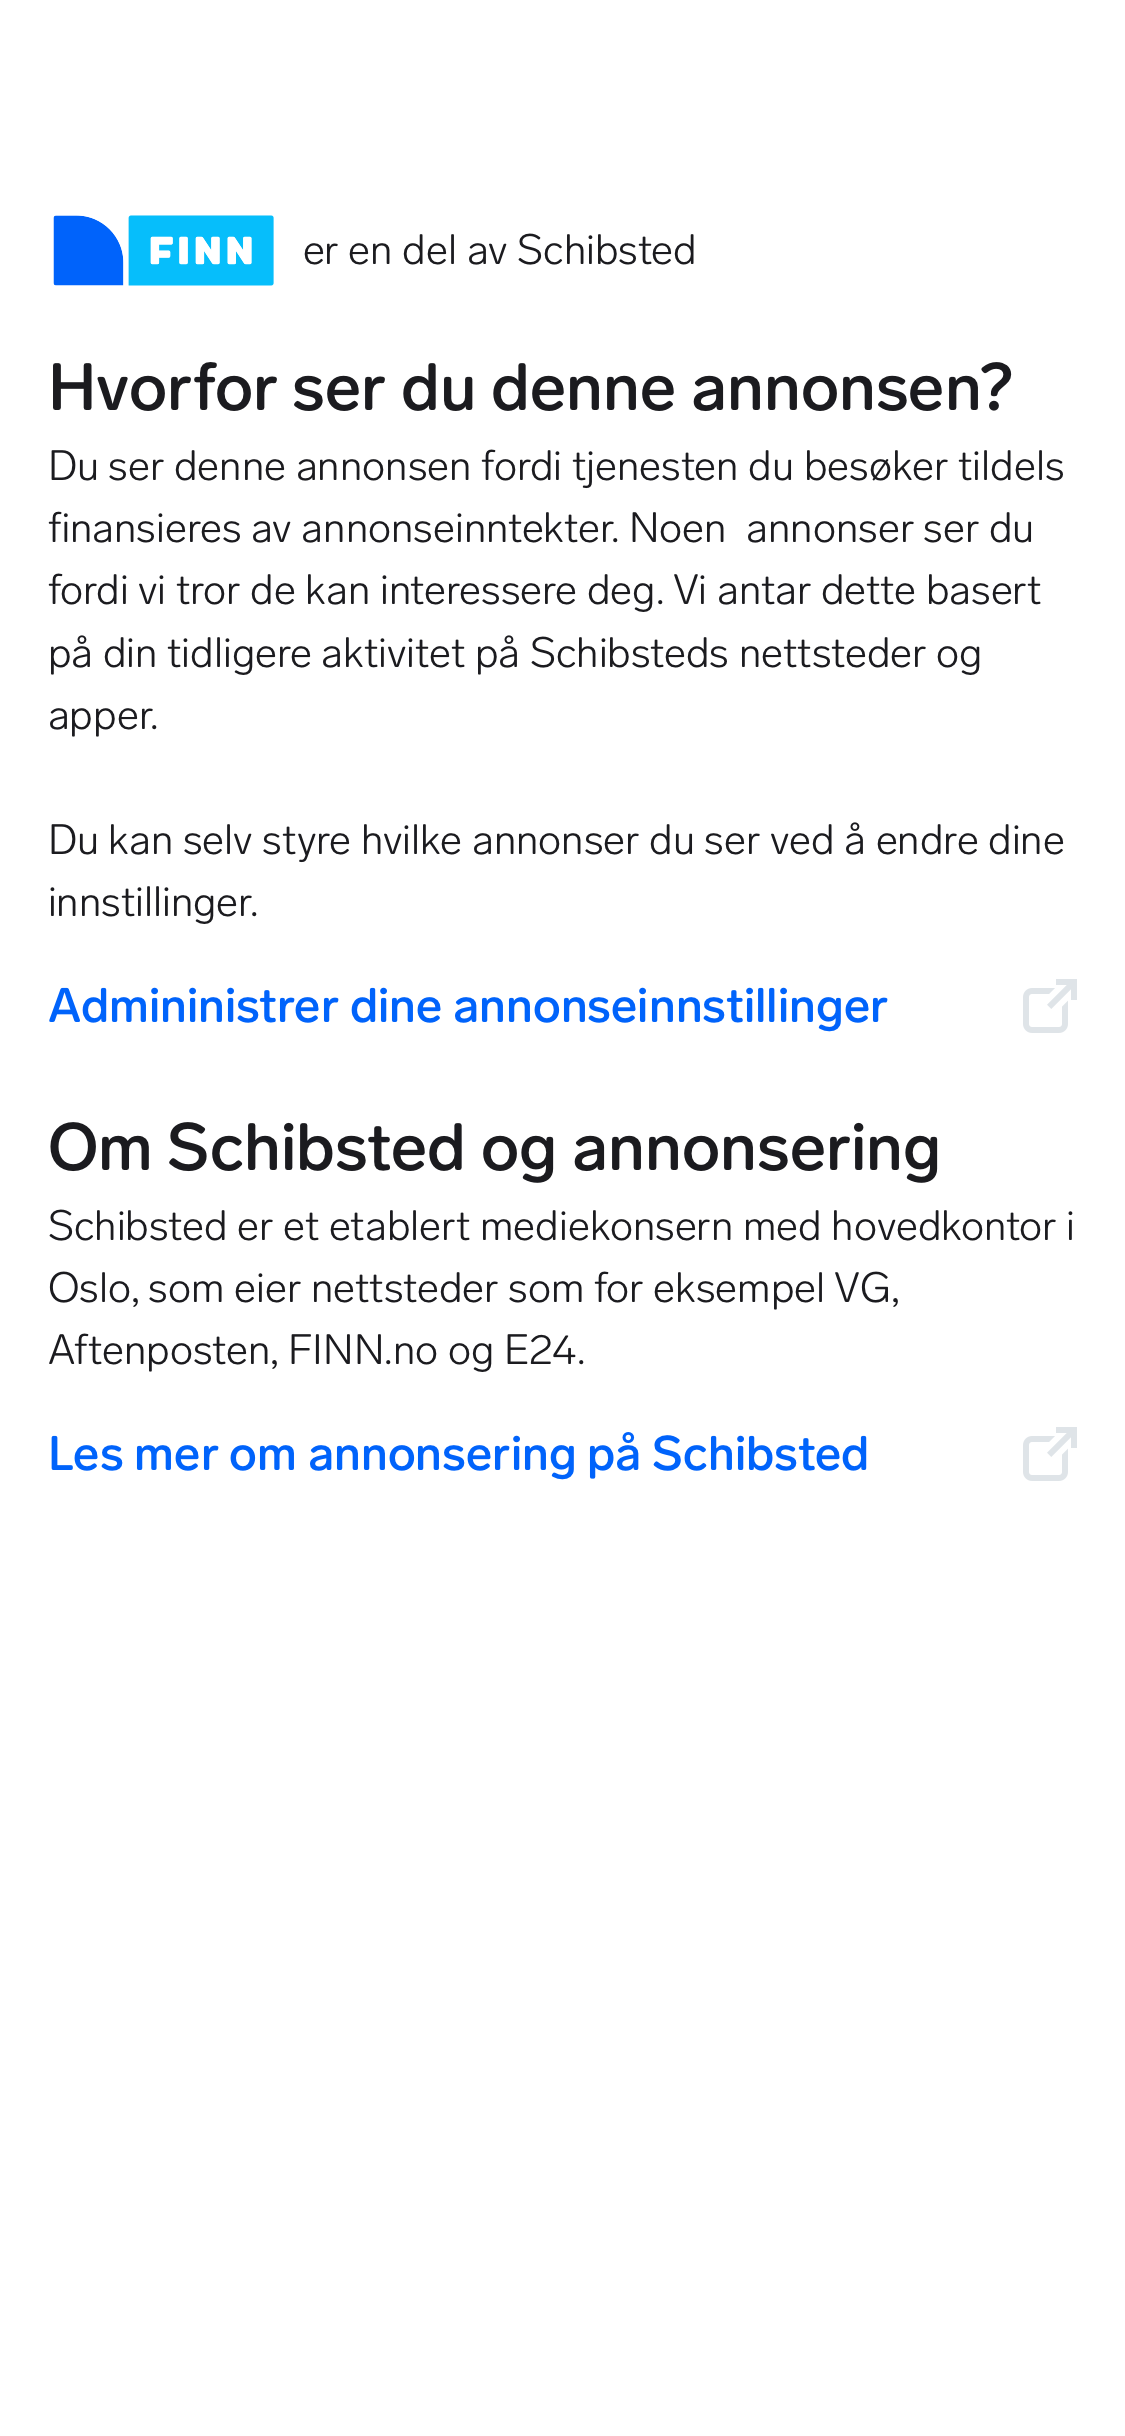 FINN er en del av Schibsted
Hvorfor ser du denne annonsen?
Du ser denne annonsen fordi tjenesten du besøker tildels
finansieres av annonseinntekter. Noen  annonser ser du
fordi vi tror de kan interessere deg. Vi antar dette basert
på din tidligere aktivitet på Schibsteds nettsteder og
apper.
Du kan selv styre hvilke annonser du ser ved å endre dine
innstillinger.
Admininistrer dine annonseinnstillinger
Om Schibsted og annonsering
Schibsted er et etablert mediekonsern med hovedkontor i
Oslo, som eier nettsteder som for eksempel VG,
Aftenposten, FINN.no og E24.
Les mer om annonsering på Schibsted